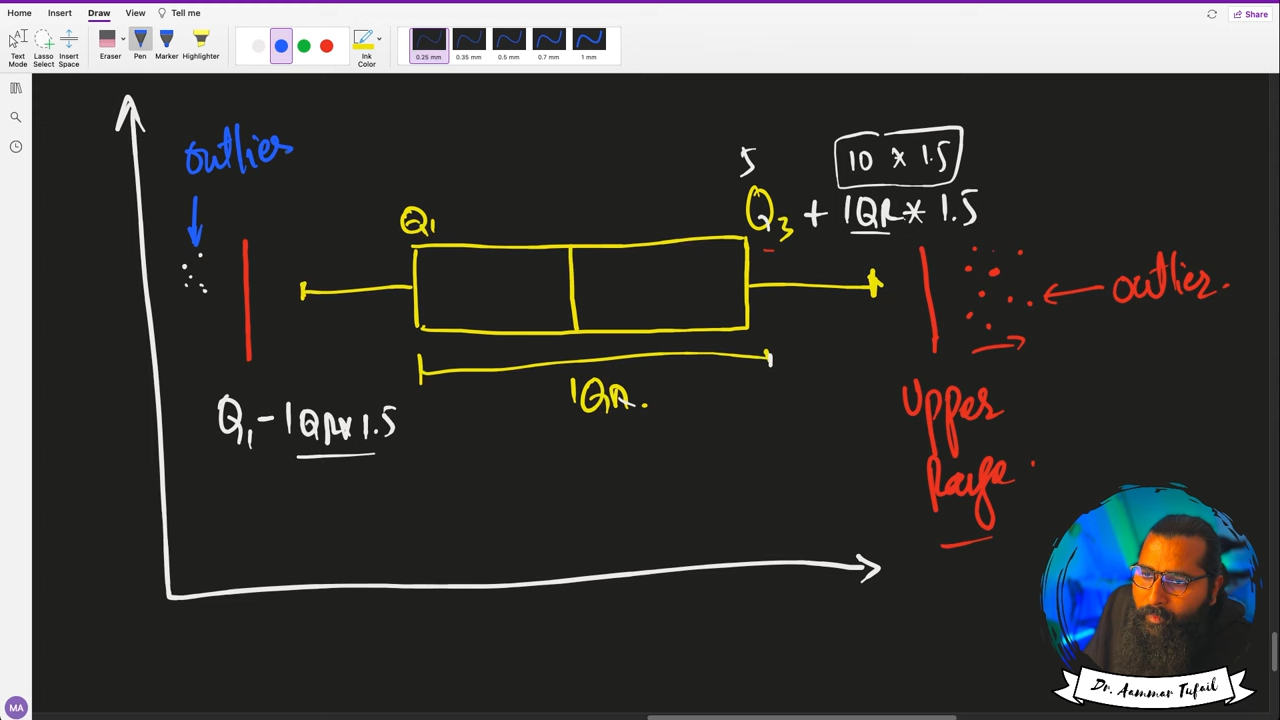 Home Insert Draw View Tell me
Share
Text Mode
Lasso Select
Insert Space
Eraser
Pen
Marker
Highlighter
Ink Color
0.25 mm
0.35 mm
0.5 mm
0.7 mm
1 mm
outlies
5
10 * 1.5
Q1
Q3 + IQR * 1.5
outlier.
IQR.
Q1 - IQR * 1.5
Upper
Range
MA
Dr. Aammar Tufail